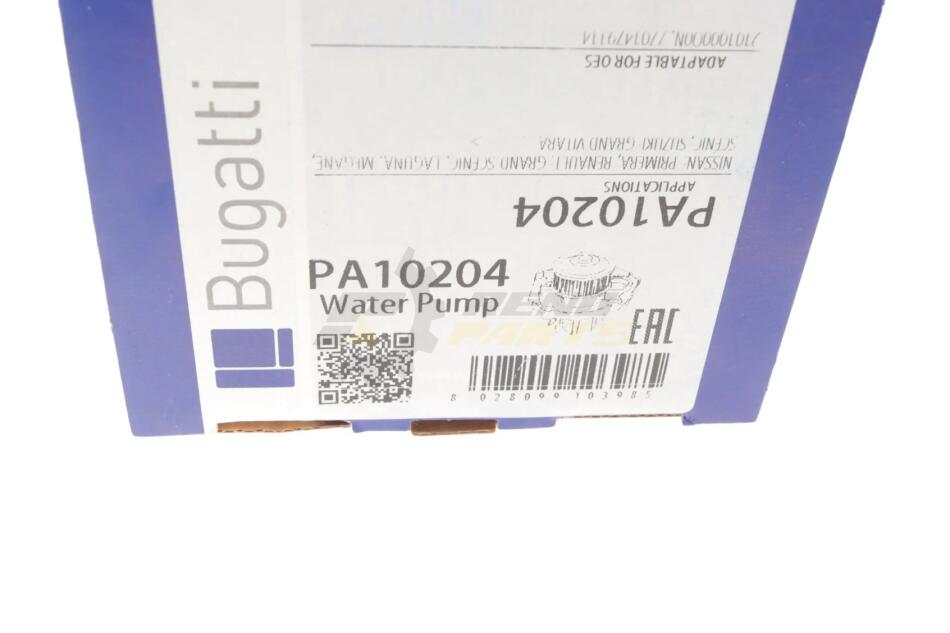 Bugatti
PA10204
Water Pump
EAC
8 028099 103985
PA10204
APPLICATIONS
NISSAN: PRIMERA, RENAULT: GRAND SCENIC, LAGUNA, MEGANE,
SCENIC, SUZUKI: GRAND VITARA >
ADAPTABLE FOR OES
7701479114
PARTS